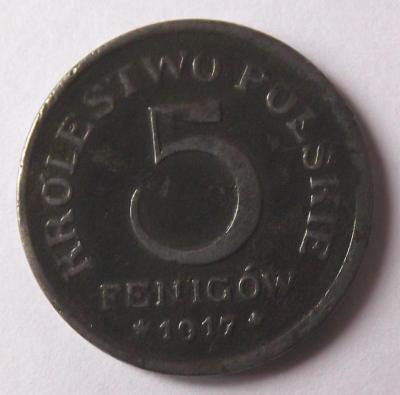 KRÓLESTWO POLSKIE
5
FENIGÓW
* 1917 *